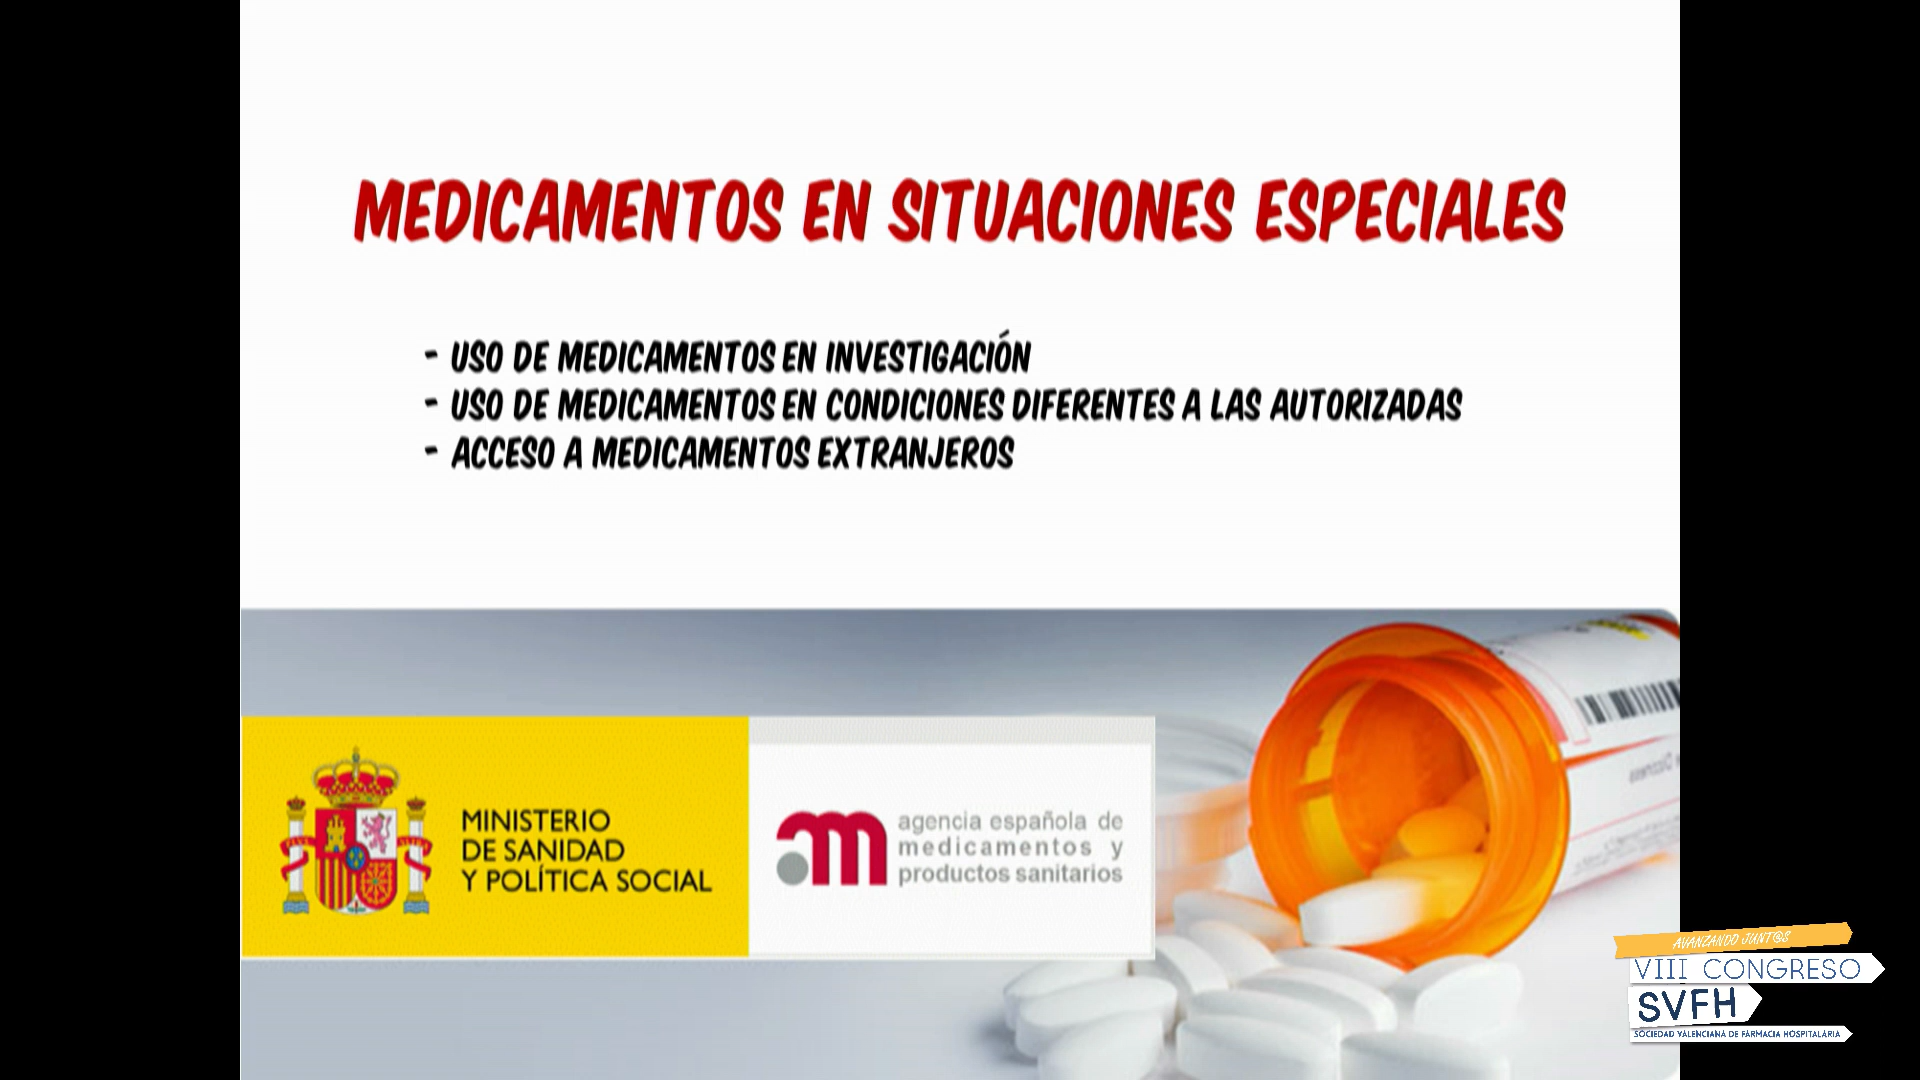 MEDICAMENTOS EN SITUACIONES ESPECIALES
- USO DE MEDICAMENTOS EN INVESTIGACIÓN
- USO DE MEDICAMENTOS EN CONDICIONES DIFERENTES A LAS AUTORIZADAS
- ACCESO A MEDICAMENTOS EXTRANJEROS
MINISTERIO
DE SANIDAD
Y POLÍTICA SOCIAL
agencia española de
medicamentos y
productos sanitarios
AVANZANDO JUNT@S
VIII CONGRESO
SVFH
SOCIEDAD VALENCIANA DE FARMACIA HOSPITALARIA